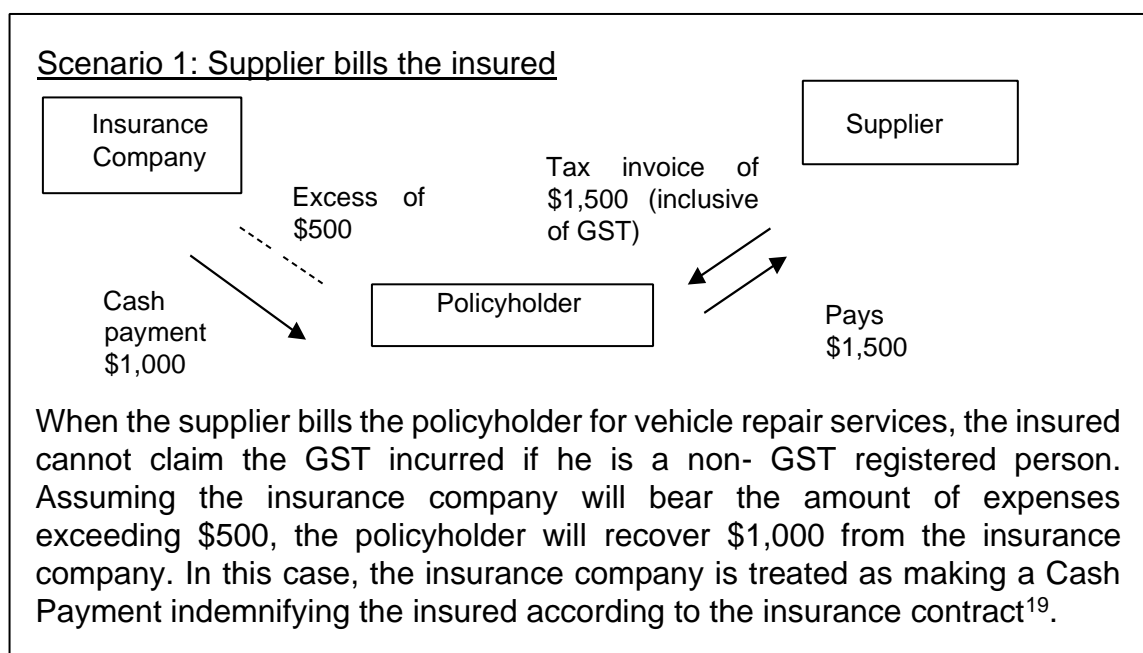 Scenario 1: Supplier bills the insured
Insurance
Company
Supplier
Excess of
$500
Tax invoice of
$1,500 (inclusive
of GST)
Cash
payment
$1,000
Policyholder
Pays
$1,500
When the supplier bills the policyholder for vehicle repair services, the insured
cannot claim the GST incurred if he is a non- GST registered person.
Assuming the insurance company will bear the amount of expenses
exceeding $500, the policyholder will recover $1,000 from the insurance
company. In this case, the insurance company is treated as making a Cash
Payment indemnifying the insured according to the insurance contract19.